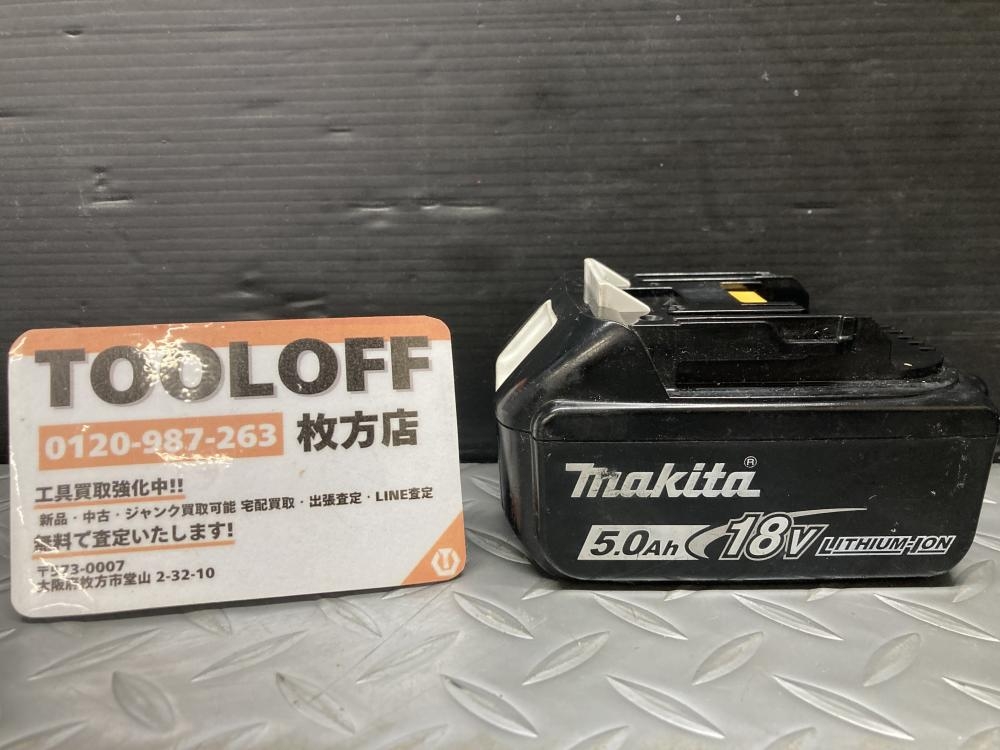 TOOLOFF
0120-987-263 枚方店
工具買取強化中!!
新品・中古・ジャンク買取可能 宅配買取・出張査定・LINE査定
無料で査定いたします!
〒573-0007
大阪府枚方市堂山 2-32-10
makita®
5.0Ah 18V LITHIUM-ION